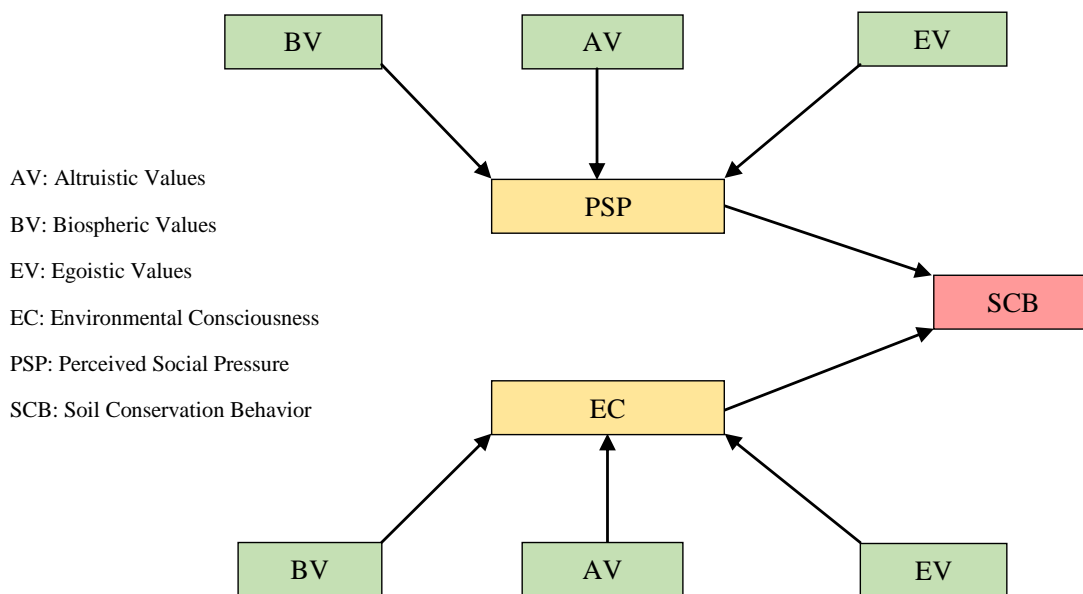 BV
AV
EV
AV: Altruistic Values
BV: Biospheric Values
EV: Egoistic Values
EC: Environmental Consciousness
PSP: Perceived Social Pressure
SCB: Soil Conservation Behavior
PSP
SCB
EC
BV
AV
EV